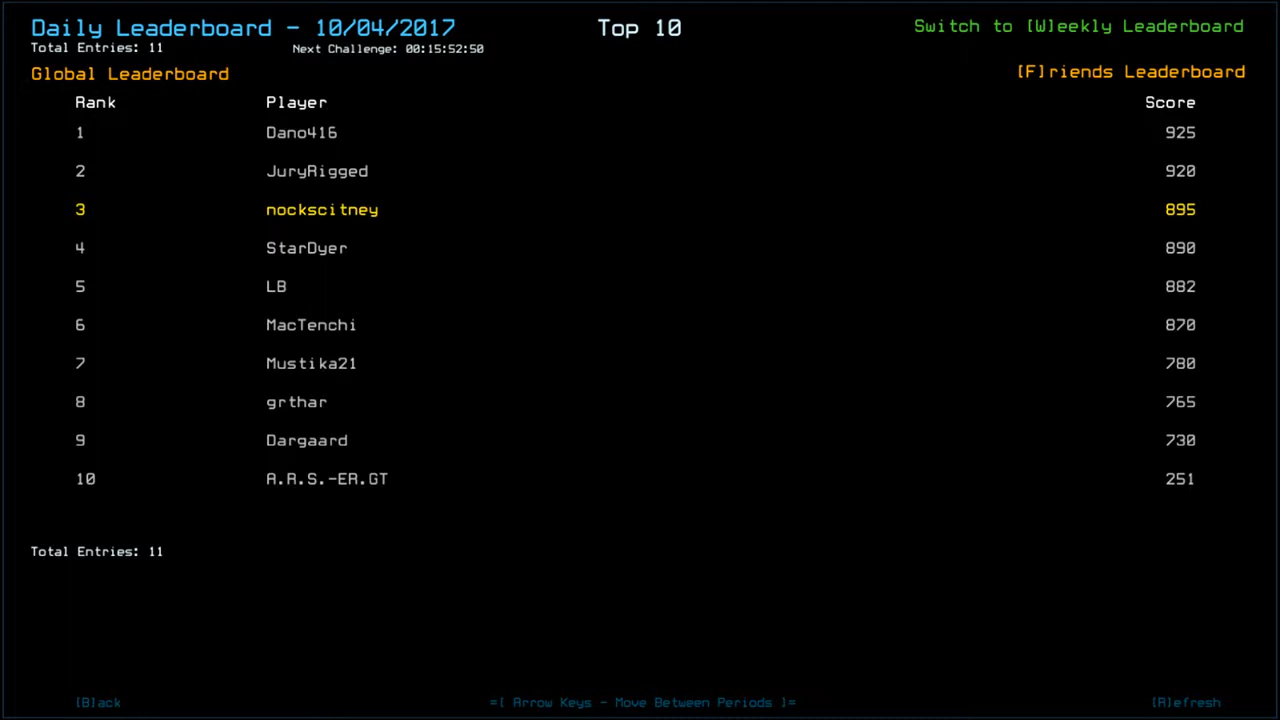 Daily Leaderboard - 10/04/2017 Top 10 Switch to [W]eekly Leaderboard
Total Entries: 11 Next Challenge: 00:15:52:50
Global Leaderboard [F]riends Leaderboard
Rank Player Score
1 Dano416 925
2 JuryRigged 920
3 nockscitney 895
4 StarDyer 890
5 LB 882
6 MacTenchi 870
7 Mustika21 780
8 grthar 765
9 Dargaard 730
10 A.R.S.-ER.GT 251
Total Entries: 11
[B]ack =[ Arrow Keys - Move Between Periods ]= [R]efresh